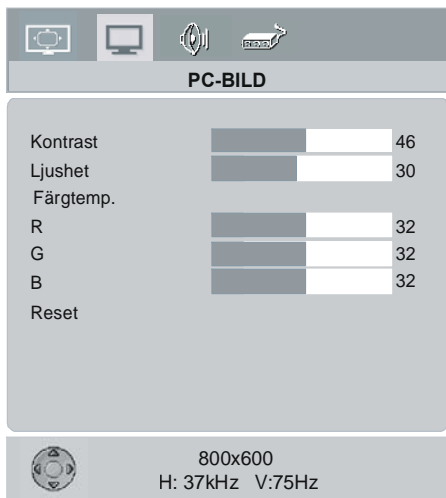 PC-BILD
Kontrast 46
Ljushet 30
Färgtemp.
R 32
G 32
B 32
Reset
800x600
H: 37kHz V:75Hz